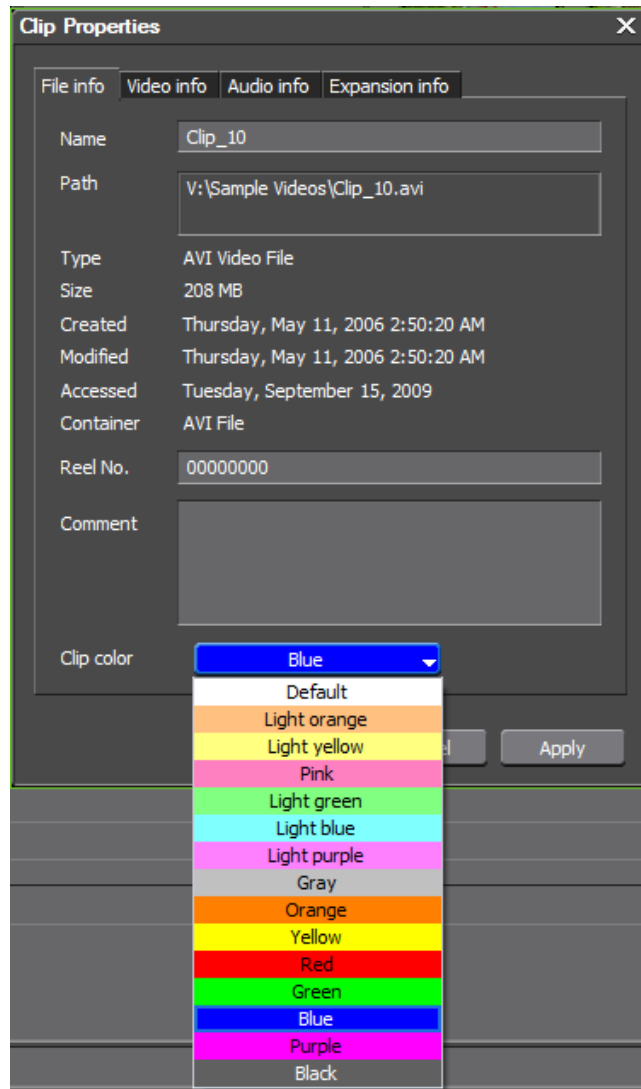 Clip Properties
File info Video info Audio info Expansion info
Name Clip_10
Path V:\Sample Videos\Clip_10.avi
Type AVI Video File
Size 208 MB
Created Thursday, May 11, 2006 2:50:20 AM
Modified Thursday, May 11, 2006 2:50:20 AM
Accessed Tuesday, September 15, 2009
Container AVI File
Reel No. 00000000
Comment
Clip color Blue
Default
Light orange
Light yellow
Apply
Pink
Light green
Light blue
Light purple
Gray
Orange
Yellow
Red
Green
Blue
Purple
Black